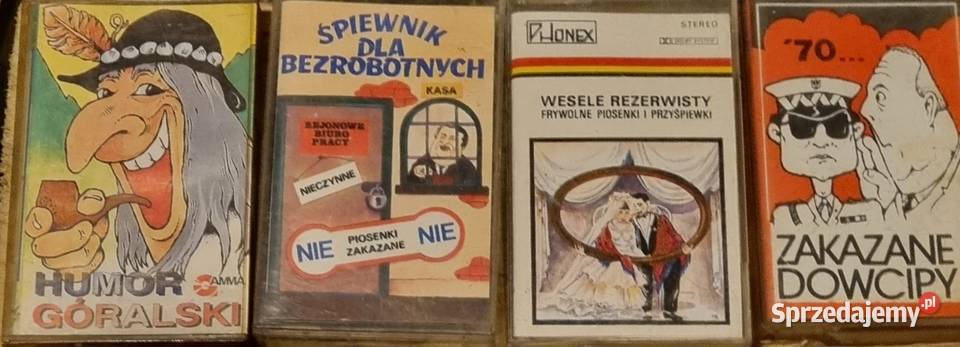 HUMOR GAMMA
GÓRALSKI
ŚPIEWNIK
DLA
BEZROBOTNYCH
KASA
REJONOWE
BIURO
PRACY
NIECZYNNE
NIE PIOSENKI ZAKAZANE NIE
PHONEX
STEREO
WESELE REZERWISTY
FRYWOLNE PIOSENKI I PRZYŚPIEWKI
'70...
ZAKAZANE
DOWCIPY
Sprzedajemy.pl